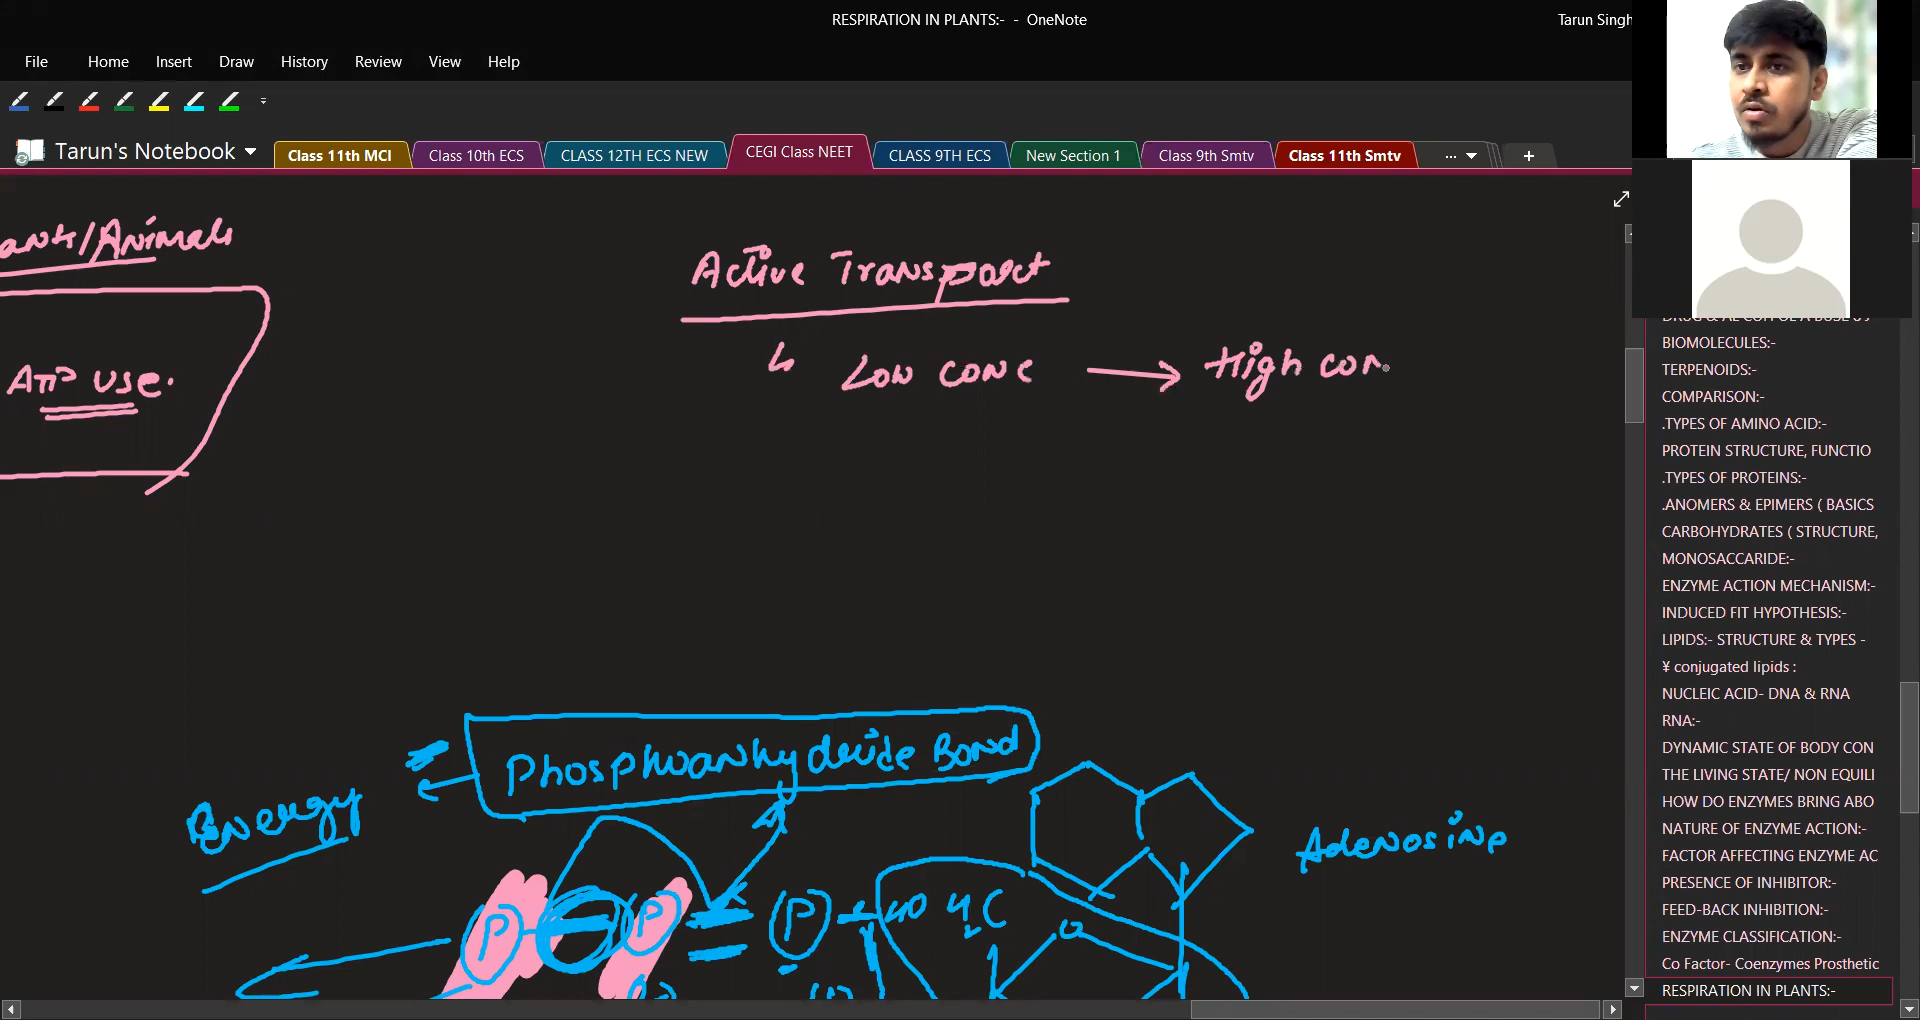 RESPIRATION IN PLANTS:- - OneNote
Tarun Singh
File Home Insert Draw History Review View Help
Tarun's Notebook
Class 11th MCI
Class 10th ECS
CLASS 12TH ECS NEW
CEGI Class NEET
CLASS 9TH ECS
New Section 1
Class 9th Smtv
Class 11th Smtv
...
+
ants/Animals
use.
Active Transport
Low conc → High con
Phosphoanhydride Bond
Energy
Adenosine
P P P
H2C
O
BIOMOLECULES:-
TERPENOIDS:-
COMPARISON:-
.TYPES OF AMINO ACID:-
PROTEIN STRUCTURE, FUNCTIO
.TYPES OF PROTEINS:-
.ANOMERS & EPIMERS ( BASICS
CARBOHYDRATES ( STRUCTURE,
MONOSACCARIDE:-
ENZYME ACTION MECHANISM:-
INDUCED FIT HYPOTHESIS:-
LIPIDS:- STRUCTURE & TYPES -
¥ conjugated lipids :
NUCLEIC ACID- DNA & RNA
RNA:-
DYNAMIC STATE OF BODY CON
THE LIVING STATE/ NON EQUILI
HOW DO ENZYMES BRING ABO
NATURE OF ENZYME ACTION:-
FACTOR AFFECTING ENZYME AC
PRESENCE OF INHIBITOR:-
FEED-BACK INHIBITION:-
ENZYME CLASSIFICATION:-
Co Factor- Coenzymes Prosthetic
RESPIRATION IN PLANTS:-